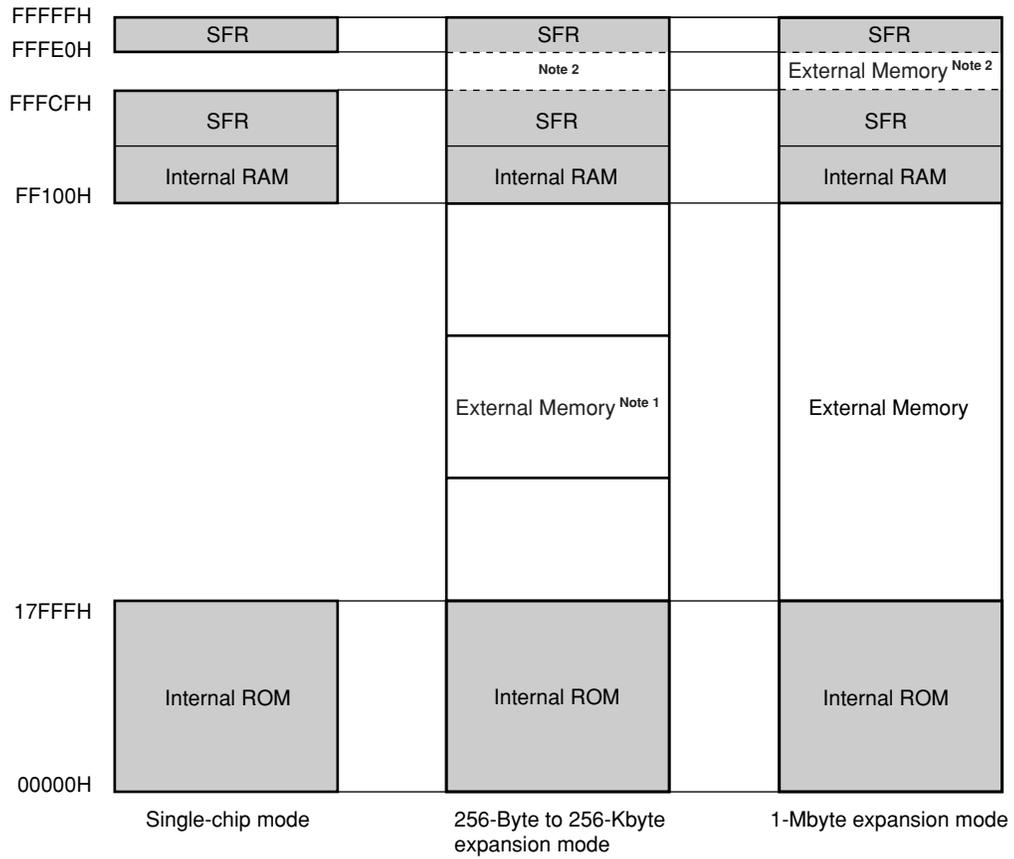 FFFFFH
SFR
SFR
SFR
FFFE0H
Note 2
External Memory Note 2
FFFCFH
SFR
SFR
SFR
Internal RAM
Internal RAM
Internal RAM
FF100H
External Memory Note 1
External Memory
17FFFH
Internal ROM
Internal ROM
Internal ROM
00000H
Single-chip mode
256-Byte to 256-Kbyte
expansion mode
1-Mbyte expansion mode